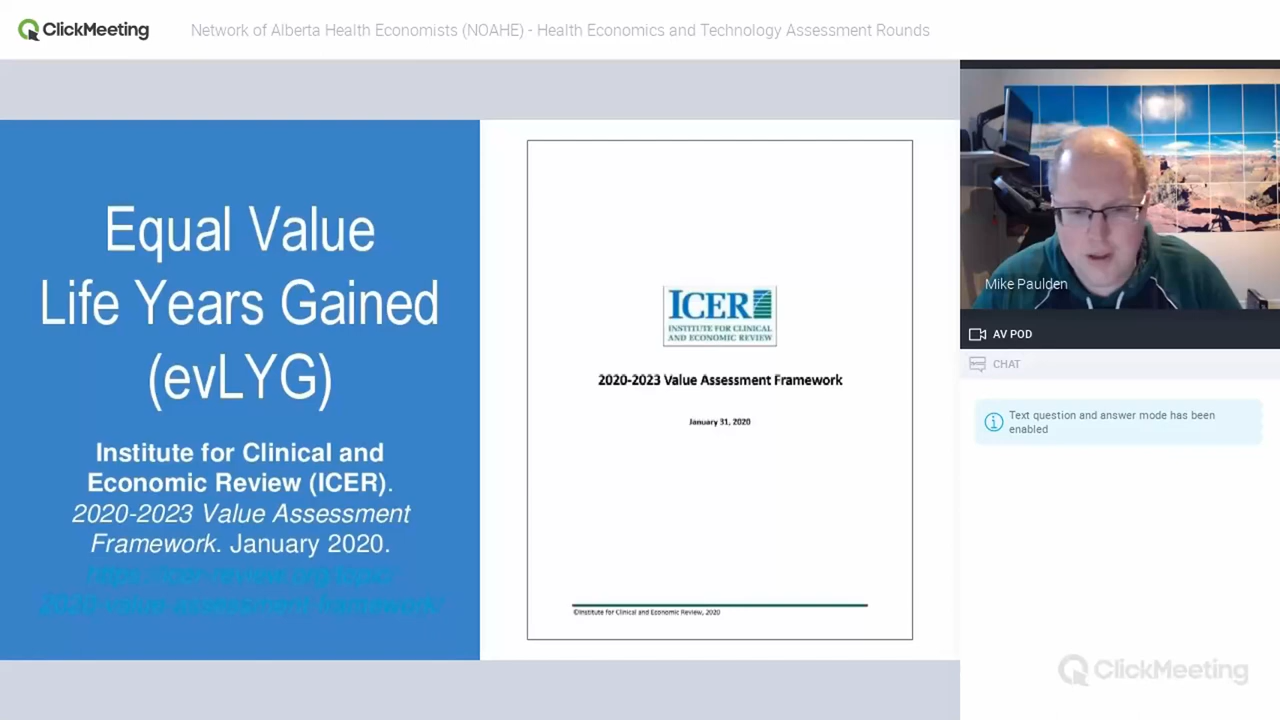 ClickMeeting
Network of Alberta Health Economists (NOAHE) - Health Economics and Technology Assessment Rounds
Equal Value
Life Years Gained
(evLYG)
Institute for Clinical and
Economic Review (ICER).
2020-2023 Value Assessment
Framework. January 2020.
ICER
INSTITUTE FOR CLINICAL
AND ECONOMIC REVIEW
2020-2023 Value Assessment Framework
January 31, 2020
©Institute for Clinical and Economic Review, 2020
Mike Paulden
AV POD
CHAT
Text question and answer mode has been
enabled
ClickMeeting